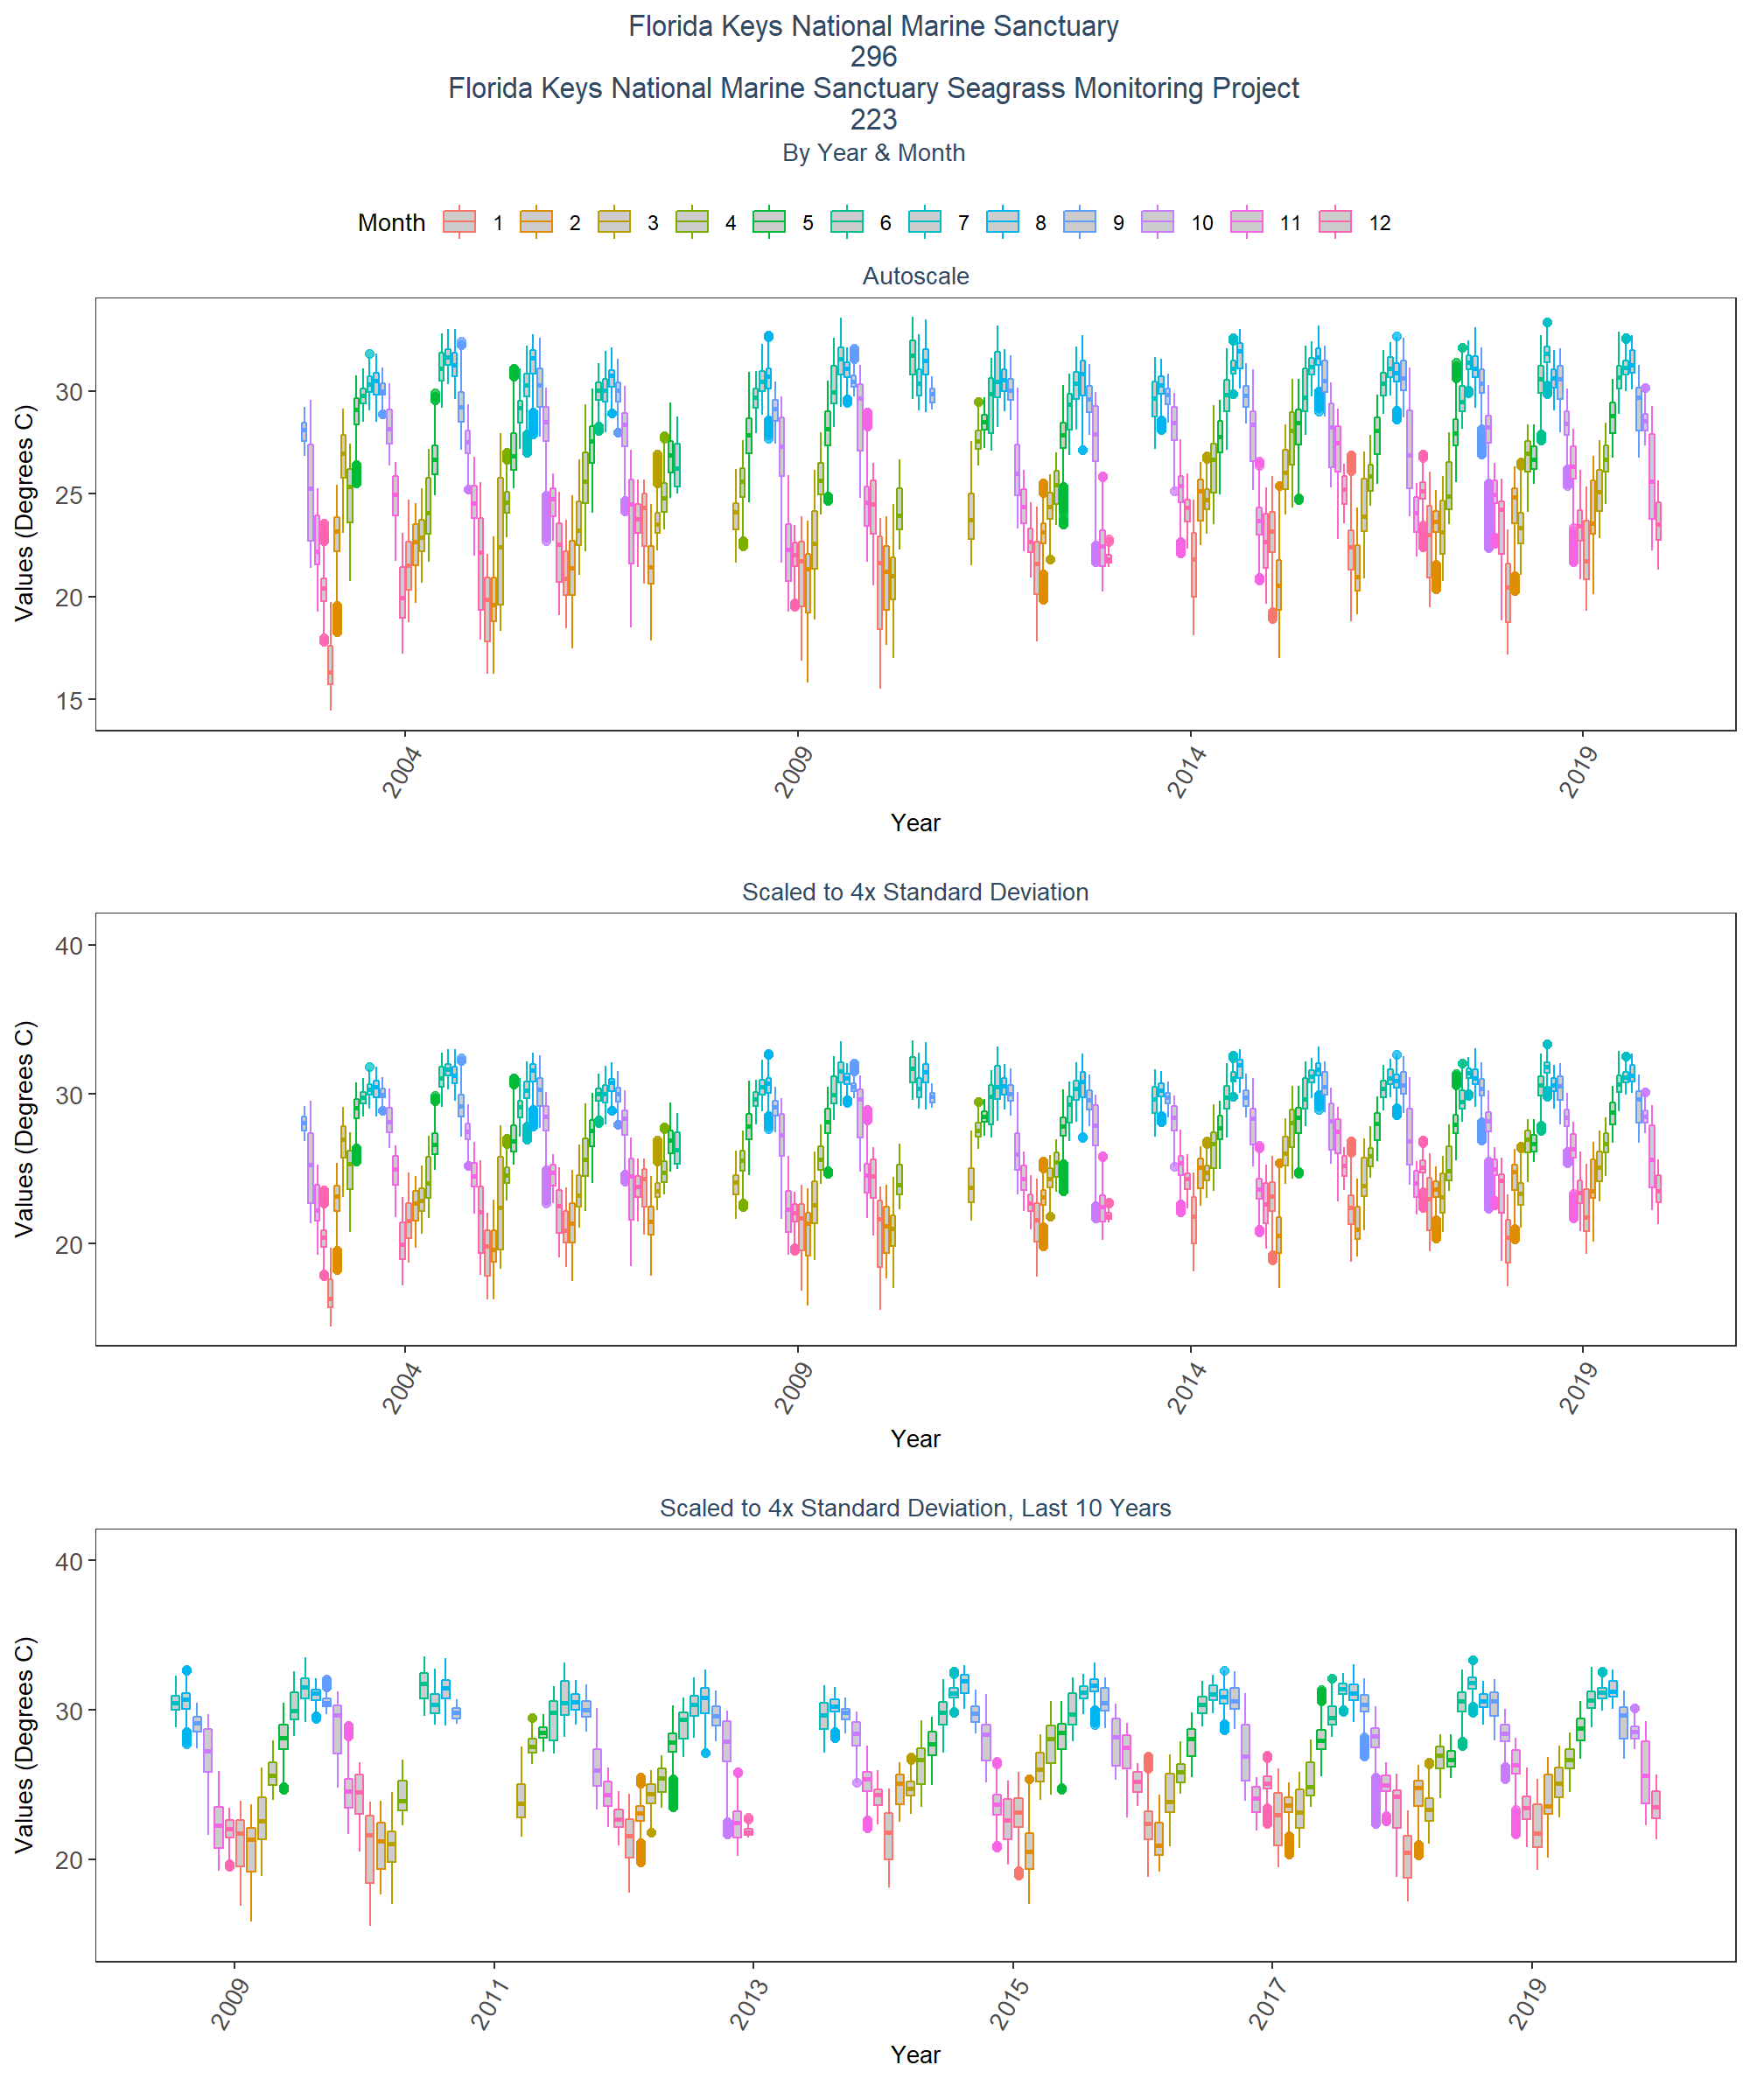 Florida Keys National Marine Sanctuary
296
Florida Keys National Marine Sanctuary Seagrass Monitoring Project
223
By Year & Month
Month 1 2 3 4 5 6 7 8 9 10 11 12
Autoscale
Values (Degrees C)
30
25
20
15
2004 2009 2014 2019
Year
Scaled to 4x Standard Deviation
Values (Degrees C)
40
30
20
2004 2009 2014 2019
Year
Scaled to 4x Standard Deviation, Last 10 Years
Values (Degrees C)
40
30
20
2009 2011 2013 2015 2017 2019
Year